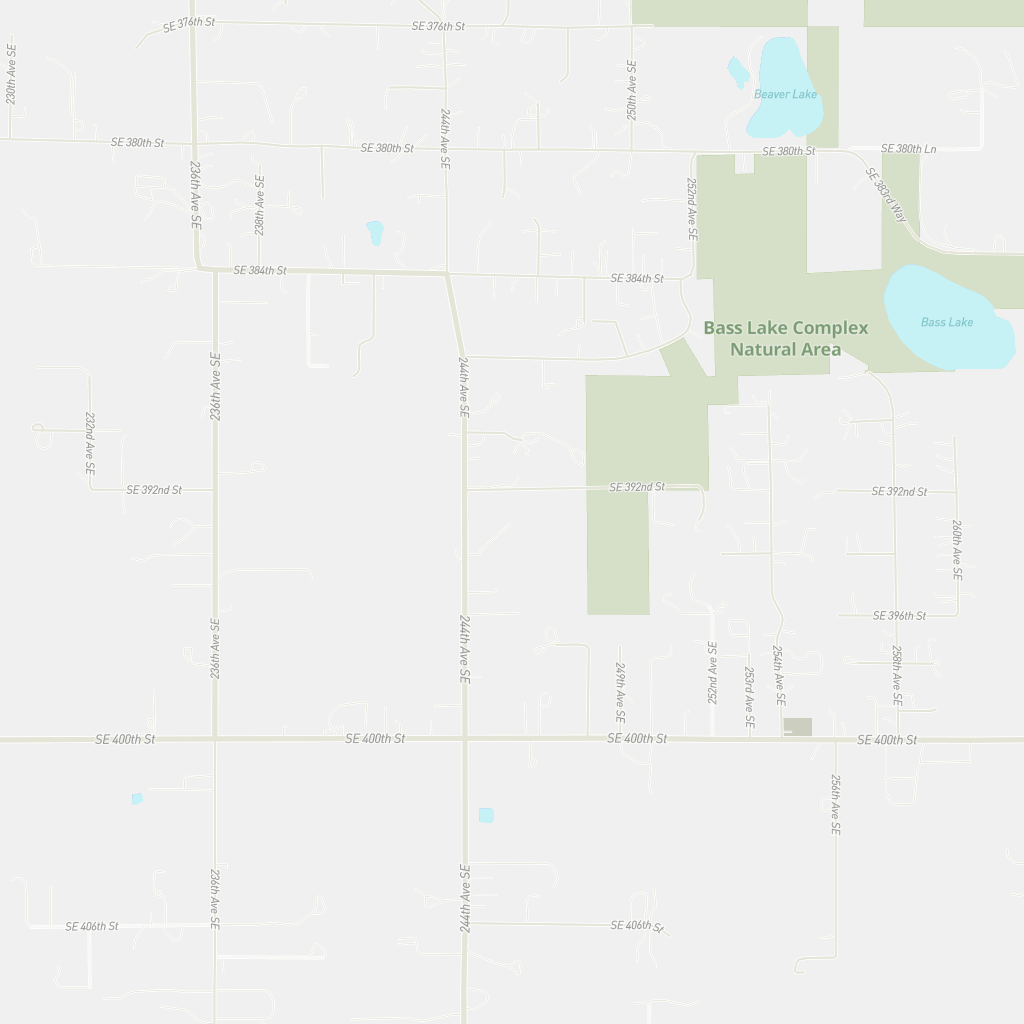 SE 376th St
SE 376th St
230th Ave SE
250th Ave SE
Beaver Lake
244th Ave SE
SE 380th St
SE 380th St
SE 380th St
SE 380th Ln
236th Ave SE
238th Ave SE
252nd Ave SE
SE 383rd Way
SE 384th St
SE 384th St
Bass Lake Complex
Natural Area
Bass Lake
236th Ave SE
244th Ave SE
232nd Ave SE
SE 392nd St
SE 392nd St
SE 392nd St
260th Ave SE
SE 396th St
236th Ave SE
244th Ave SE
249th Ave SE
252nd Ave SE
253rd Ave SE
254th Ave SE
258th Ave SE
SE 400th St
SE 400th St
SE 400th St
SE 400th St
256th Ave SE
236th Ave SE
244th Ave SE
SE 406th St
SE 406th St